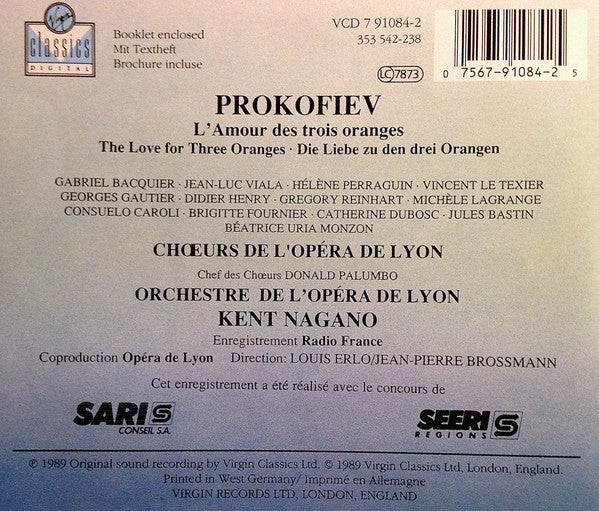 Virgin
classics
DIGITAL
Booklet enclosed
Mit Textheft
Brochure incluse
VCD 7 91084-2
353 542-238
LC 7873
0 7567-91084-2 5
PROKOFIEV
L'Amour des trois oranges
The Love for Three Oranges · Die Liebe zu den drei Orangen
GABRIEL BACQUIER · JEAN-LUC VIALA · HÉLÈNE PERRAGUIN · VINCENT LE TEXIER
GEORGES GAUTIER · DIDIER HENRY · GREGORY REINHART · MICHÈLE LAGRANGE
CONSUELO CAROLI · BRIGITTE FOURNIER · CATHERINE DUBOSC · JULES BASTIN
BÉATRICE URIA MONZON
CHŒURS DE L'OPÉRA DE LYON
Chef des Chœurs DONALD PALUMBO
ORCHESTRE DE L'OPÉRA DE LYON
KENT NAGANO
Enregistrement Radio France
Coproduction Opéra de Lyon Direction: LOUIS ERLO/JEAN-PIERRE BROSSMANN
Cet enregistrement a été réalisé avec le concours de
SARI S
CONSEIL S.A.
SEERI S
REGIONS
℗ 1989 Original sound recording by Virgin Classics Ltd. © 1989 Virgin Classics Ltd, London, England.
Printed in West Germany/ Imprimé en Allemagne
VIRGIN RECORDS LTD, LONDON, ENGLAND